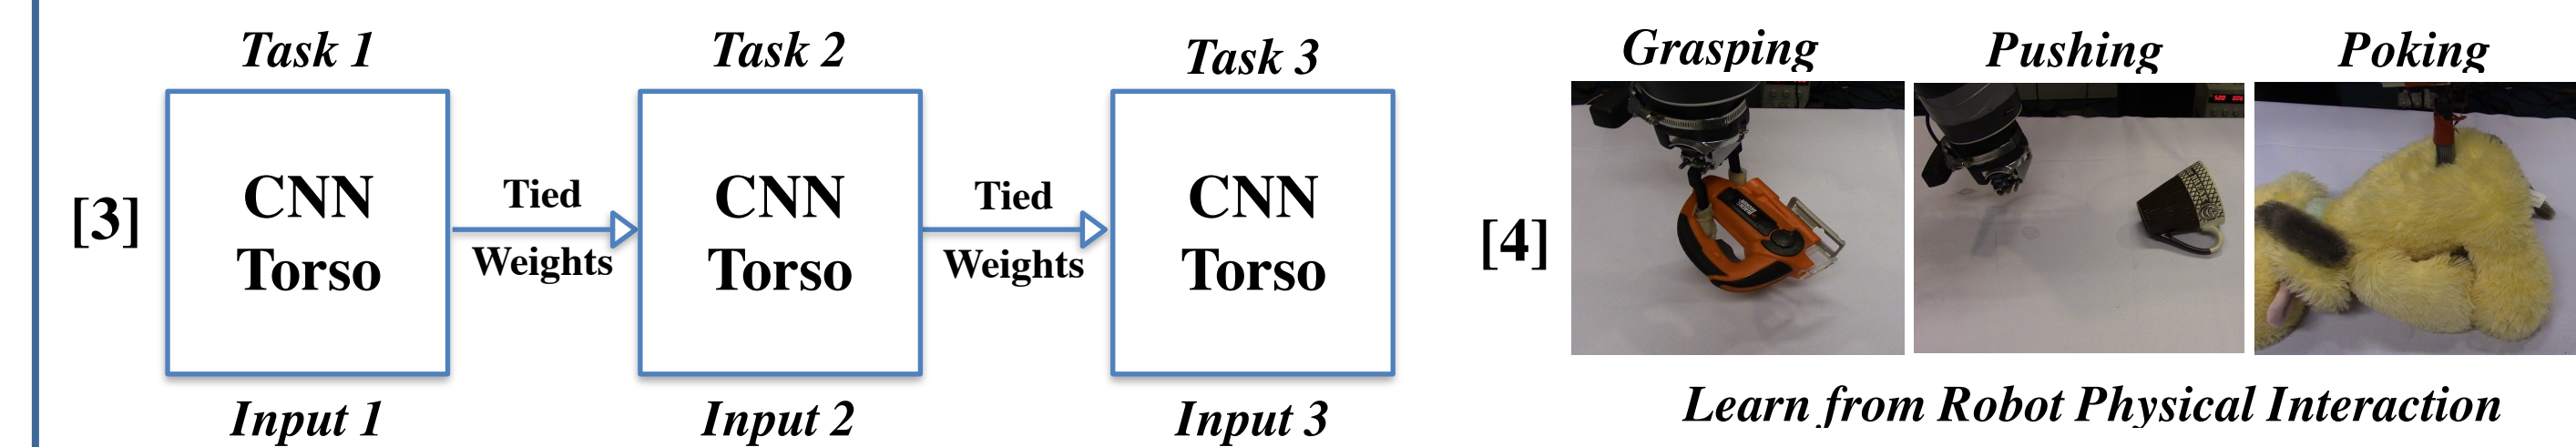 Task 1
Task 2
Task 3
[3]
CNN
Torso
Tied
Weights
CNN
Torso
Tied
Weights
CNN
Torso
Input 1
Input 2
Input 3
[4]
Grasping
Pushing
Poking
Learn from Robot Physical Interaction